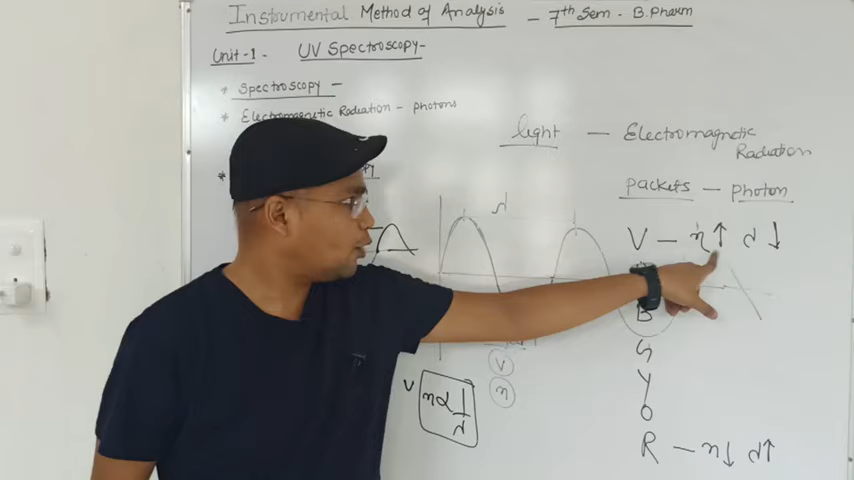 Instrumental Method of Analysis - 7th Sem - B.Pharm
Unit-1 - UV Spectroscopy-
* Spectroscopy -
* Electromagnetic Radiation - photons
*
light - Electromagnetic
Radiation
Packets - Photon
λ
V - η↑ λ↓
B
G
Y
O
R - η↓ λ↑
V
η
ν η∝1/λ